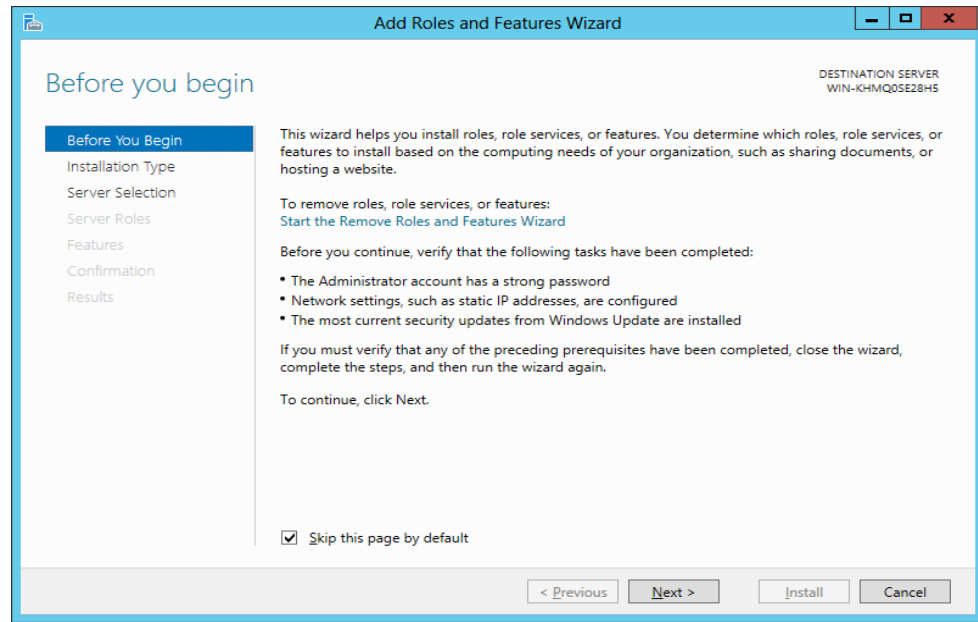 Add Roles and Features Wizard
Before you begin
DESTINATION SERVER
WIN-KHMQ0SE28H5
Before You Begin
Installation Type
Server Selection
Server Roles
Features
Confirmation
Results
This wizard helps you install roles, role services, or features. You determine which roles, role services, or
features to install based on the computing needs of your organization, such as sharing documents, or
hosting a website.
To remove roles, role services, or features:
Start the Remove Roles and Features Wizard
Before you continue, verify that the following tasks have been completed:
• The Administrator account has a strong password
• Network settings, such as static IP addresses, are configured
• The most current security updates from Windows Update are installed
If you must verify that any of the preceding prerequisites have been completed, close the wizard,
complete the steps, and then run the wizard again.
To continue, click Next.
Skip this page by default
< Previous
Next >
Install
Cancel